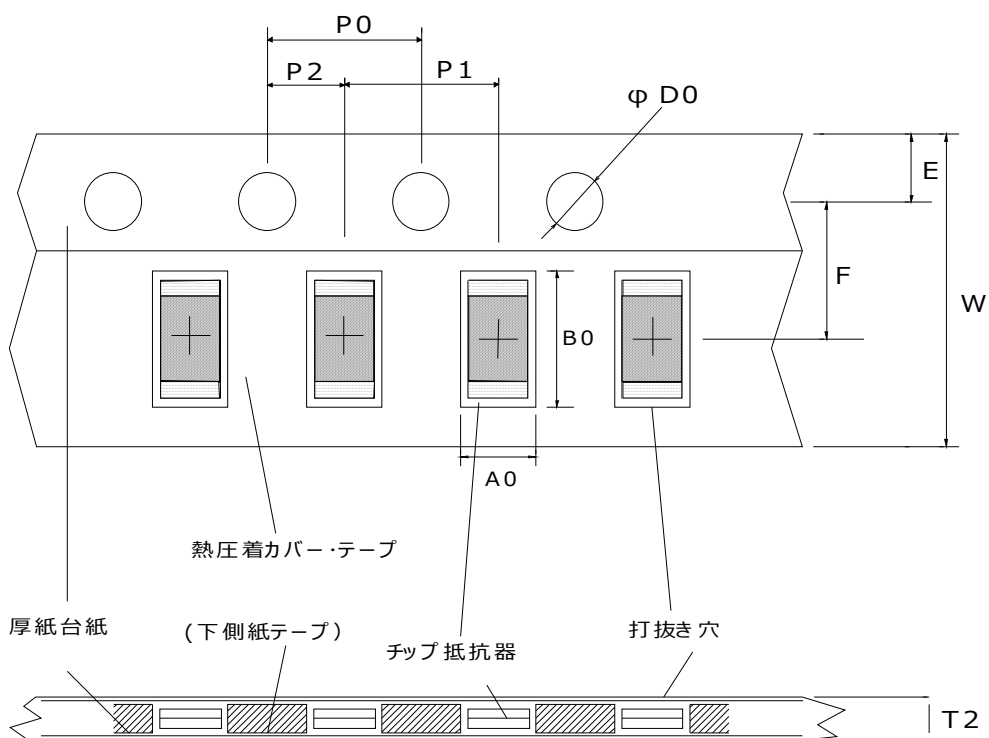 P0
P2
P1
φ D0
E
F
W
B0
A0
熱圧着カバー・テープ
厚紙台紙
(下側紙テープ)
チップ抵抗器
打抜き穴
T2